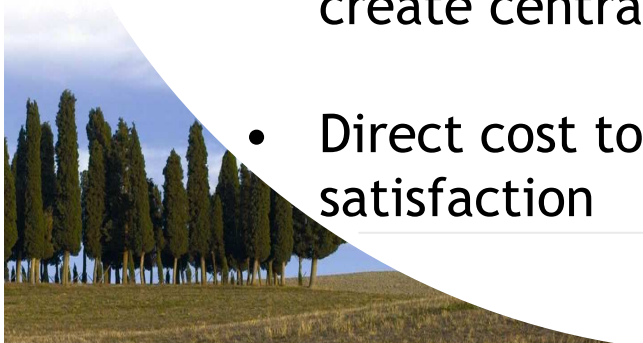 create centra
• Direct cost to
satisfaction